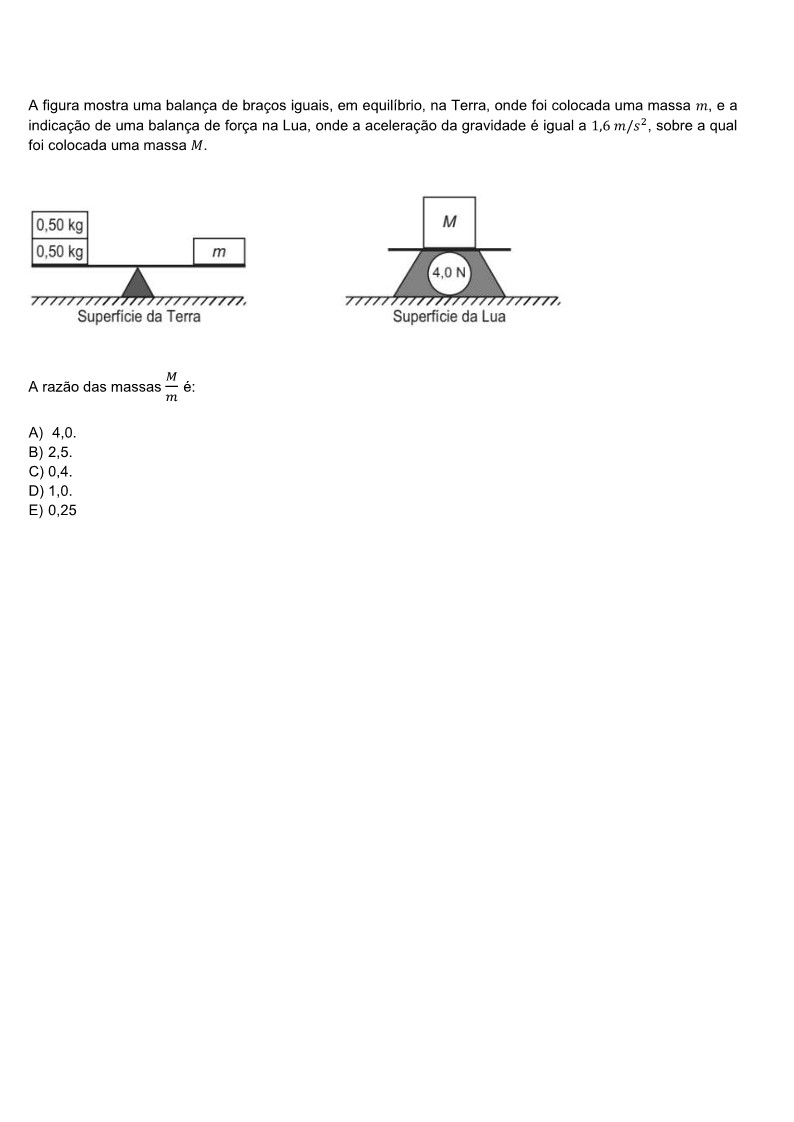 A figura mostra uma balança de braços iguais, em equilíbrio, na Terra, onde foi colocada uma massa m, e a
indicação de uma balança de força na Lua, onde a aceleração da gravidade é igual a 1,6 m/s², sobre a qual
foi colocada uma massa M.
0,50 kg
0,50 kg
m
Superfície da Terra
M
4,0 N
Superfície da Lua
A razão das massas M/m é:
A) 4,0.
B) 2,5.
C) 0,4.
D) 1,0.
E) 0,25